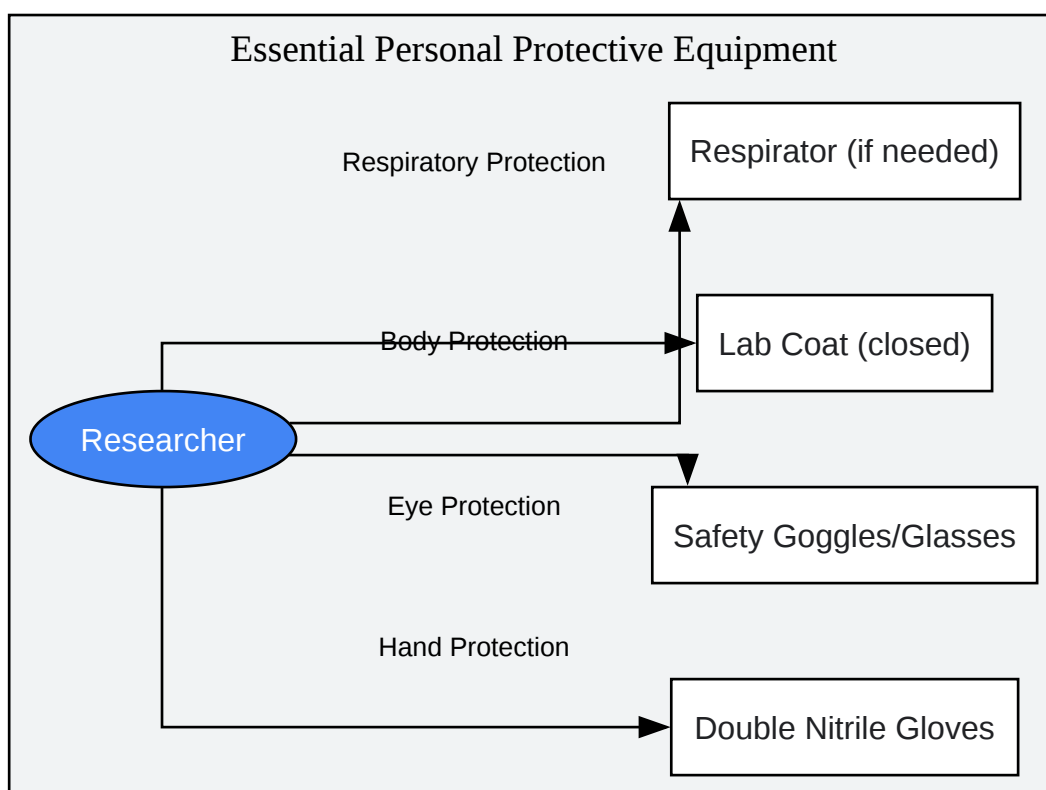 Essential Personal Protective Equipment
Respiratory Protection
Respirator (if needed)
Body Protection
Lab Coat (closed)
Researcher
Eye Protection
Safety Goggles/Glasses
Hand Protection
Double Nitrile Gloves